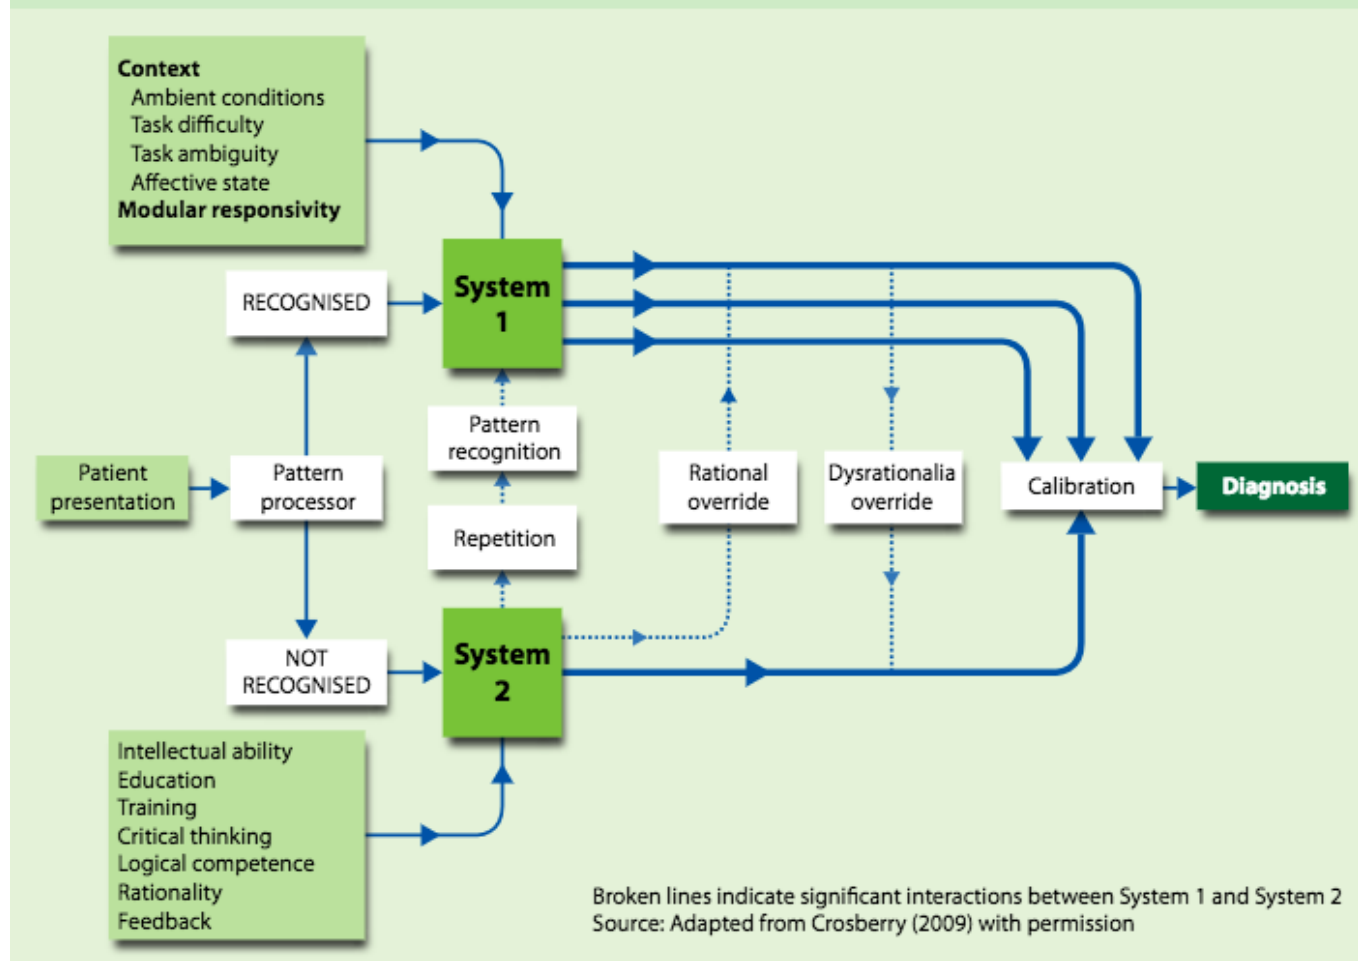 Context
Ambient conditions
Task difficulty
Task ambiguity
Affective state
Modular responsivity
RECOGNISED
System
1
Pattern
recognition
Patient
presentation
Pattern
processor
Rational
override
Dysrationalia
override
Calibration
Diagnosis
Repetition
NOT
RECOGNISED
System
2
Intellectual ability
Education
Training
Critical thinking
Logical competence
Rationality
Feedback
Broken lines indicate significant interactions between System 1 and System 2
Source: Adapted from Crosberry (2009) with permission